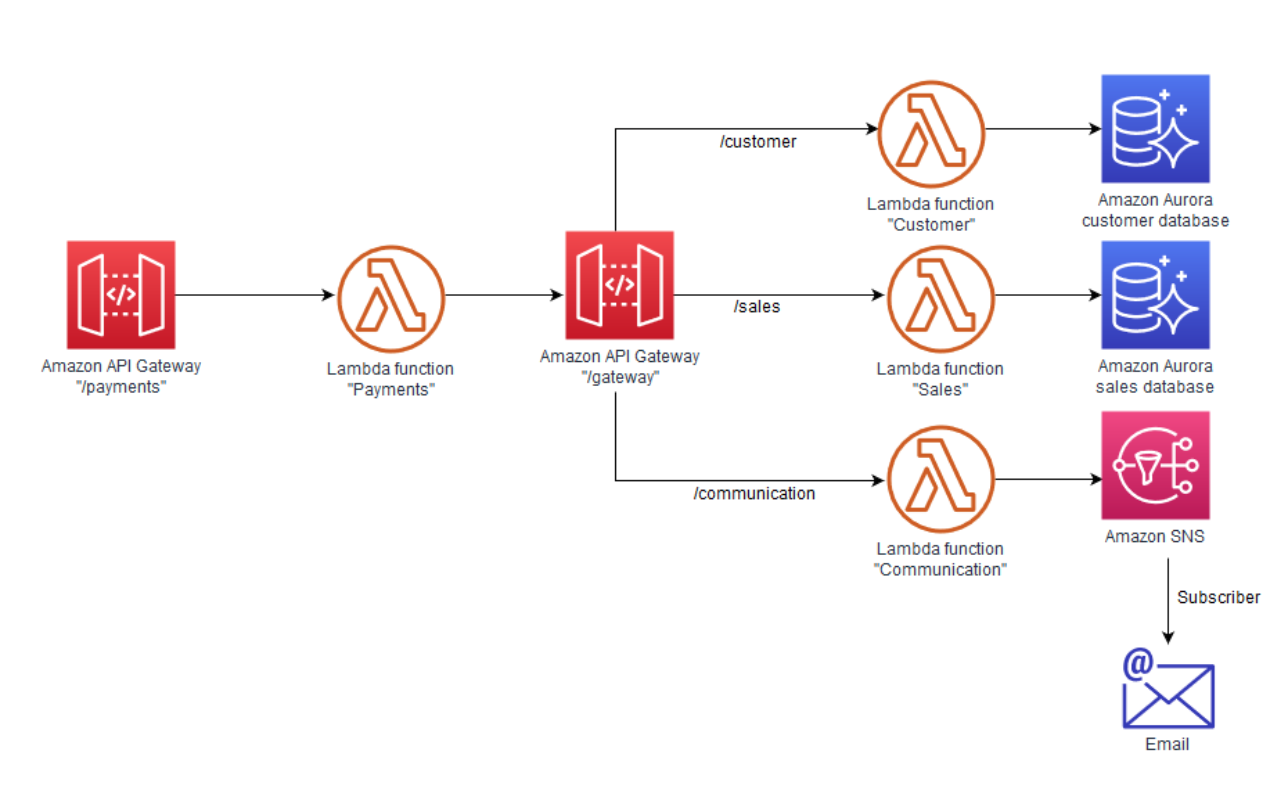 /customer
Lambda function
"Customer"
Amazon Aurora
customer database
</>
Amazon API Gateway
"/payments"
Lambda function
"Payments"
</>
Amazon API Gateway
"/gateway"
/sales
Lambda function
"Sales"
Amazon Aurora
sales database
/communication
Lambda function
"Communication"
Amazon SNS
Subscriber
@
Email